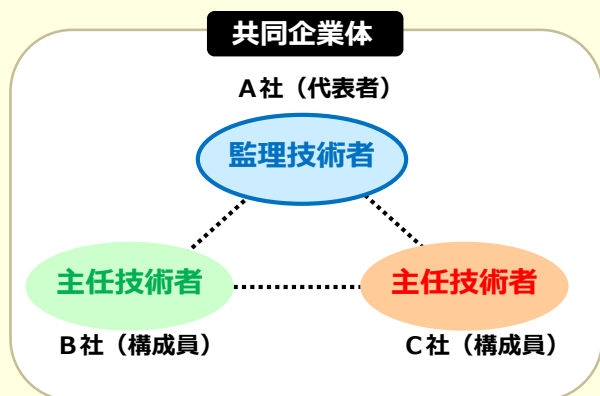 共同企業体
A社（代表者）
監理技術者
主任技術者
主任技術者
B社（構成員）
C社（構成員）